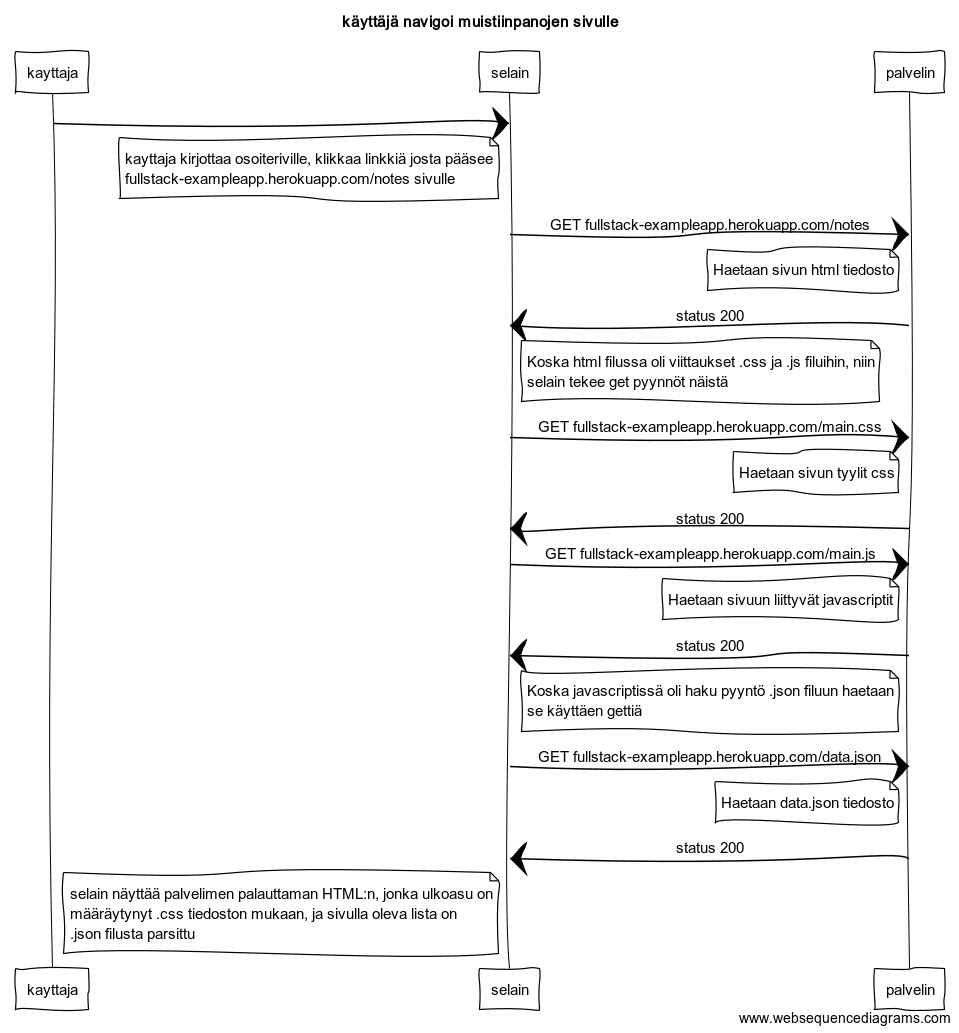 käyttäjä navigoi muistiinpanojen sivulle
kayttaja
selain
palvelin
kayttaja kirjottaa osoiteriville, klikkaa linkkiä josta pääsee
fullstack-exampleapp.herokuapp.com/notes sivulle
GET fullstack-exampleapp.herokuapp.com/notes
Haetaan sivun html tiedosto
status 200
Koska html filussa oli viittaukset .css ja .js filuihin, niin
selain tekee get pyynnöt näistä
GET fullstack-exampleapp.herokuapp.com/main.css
Haetaan sivun tyylit css
status 200
GET fullstack-exampleapp.herokuapp.com/main.js
Haetaan sivuun liittyvät javascriptit
status 200
Koska javascriptissä oli haku pyyntö .json filuun haetaan
se käyttäen gettiä
GET fullstack-exampleapp.herokuapp.com/data.json
Haetaan data.json tiedosto
status 200
selain näyttää palvelimen palauttaman HTML:n, jonka ulkoasu on
määräytynyt .css tiedoston mukaan, ja sivulla oleva lista on
.json filusta parsittu
kayttaja
selain
palvelin
www.websequencediagrams.com